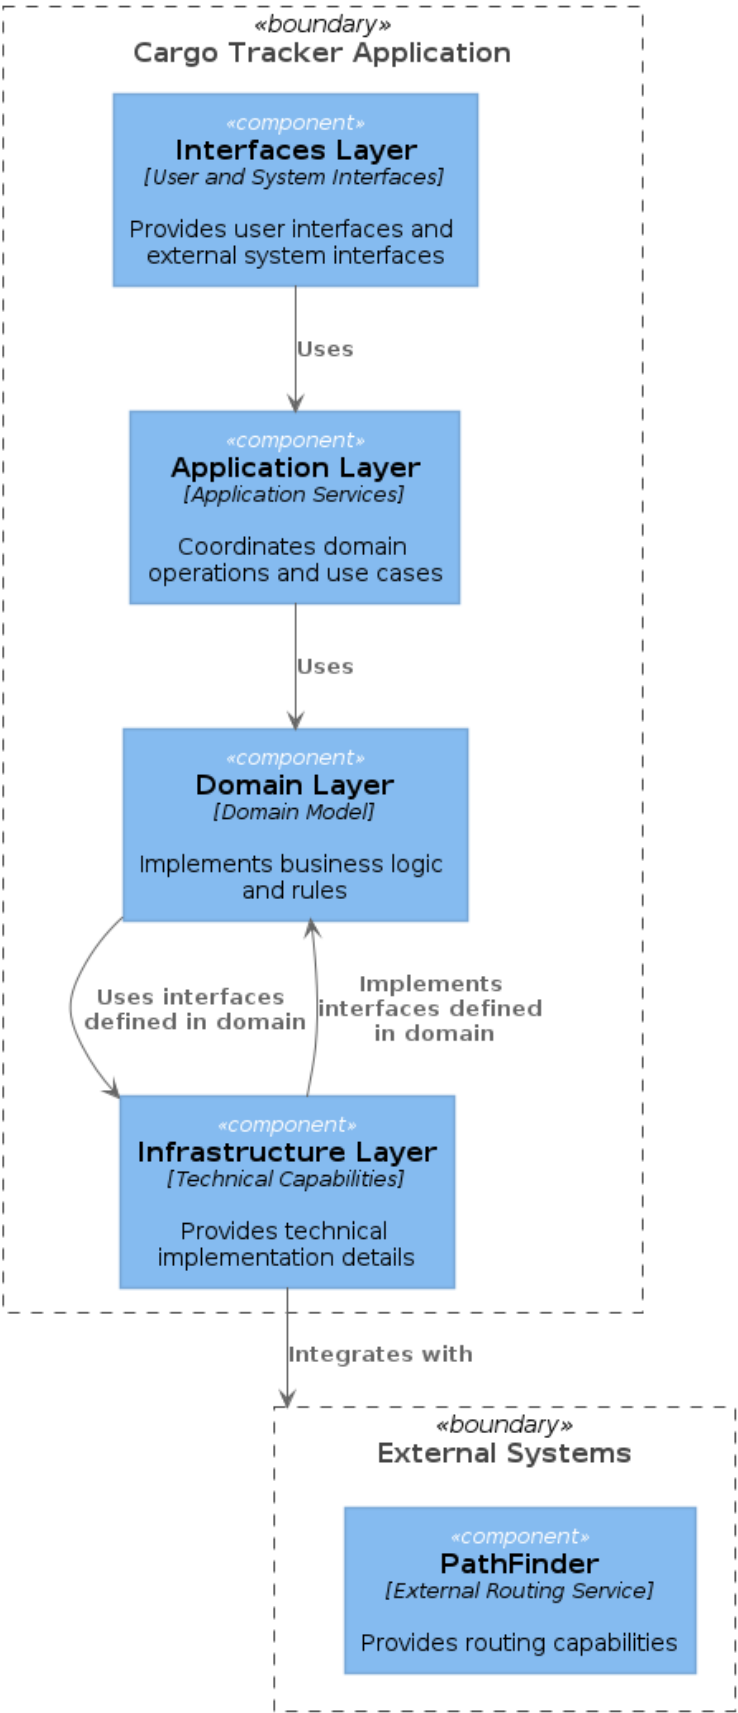 «boundary»
Cargo Tracker Application
«component»
Interfaces Layer
[User and System Interfaces]
Provides user interfaces and
external system interfaces
Uses
«component»
Application Layer
[Application Services]
Coordinates domain
operations and use cases
Uses
«component»
Domain Layer
[Domain Model]
Implements business logic
and rules
Uses interfaces
defined in domain
Implements
interfaces defined
in domain
«component»
Infrastructure Layer
[Technical Capabilities]
Provides technical
implementation details
Integrates with
«boundary»
External Systems
«component»
PathFinder
[External Routing Service]
Provides routing capabilities